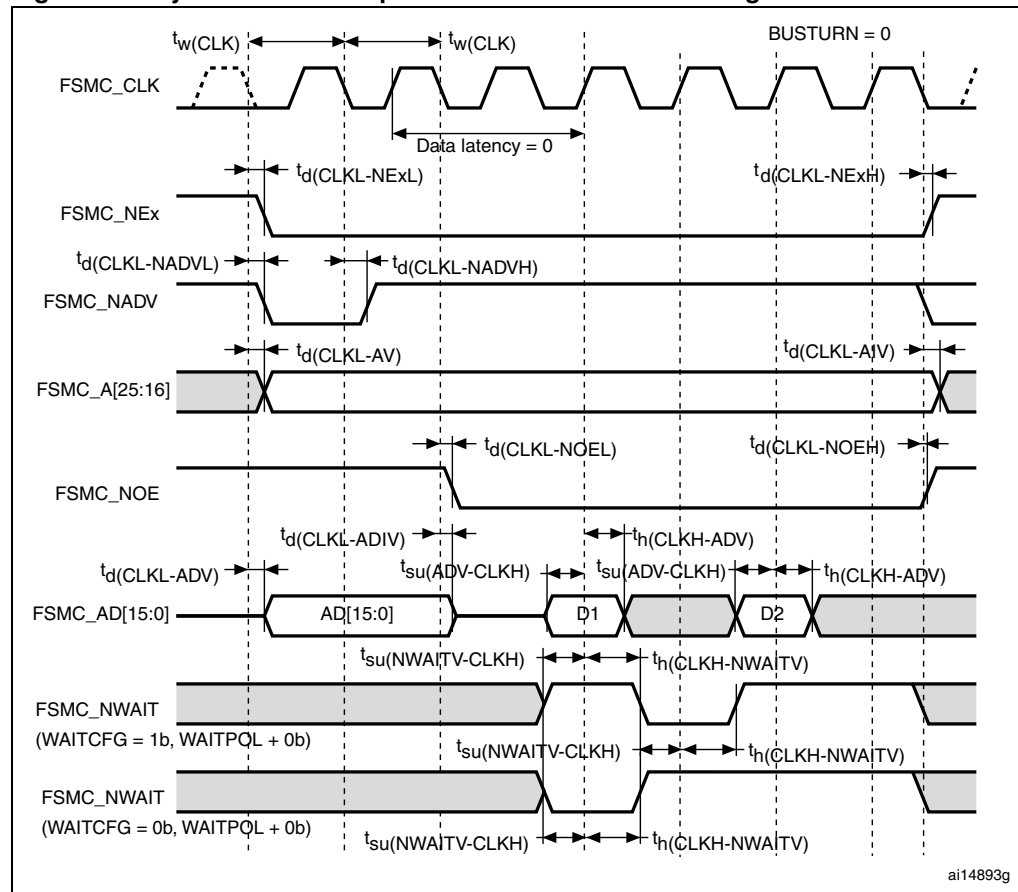 tw(CLK)
tw(CLK)
BUSTURN = 0
FSMC_CLK
Data latency = 0
td(CLKL-NExL)
td(CLKL-NExH)
FSMC_NEx
td(CLKL-NADVL)
td(CLKL-NADVH)
FSMC_NADV
td(CLKL-AV)
td(CLKL-AIV)
FSMC_A[25:16]
td(CLKL-NOEL)
td(CLKL-NOEH)
FSMC_NOE
td(CLKL-ADIV)
th(CLKH-ADV)
td(CLKL-ADV)
tsu(ADV-CLKH)
tsu(ADV-CLKH)
th(CLKH-ADV)
FSMC_AD[15:0]
AD[15:0]
D1
D2
tsu(NWAITV-CLKH)
th(CLKH-NWAITV)
FSMC_NWAIT
(WAITCFG = 1b, WAITPOL + 0b)
tsu(NWAITV-CLKH)
th(CLKH-NWAITV)
FSMC_NWAIT
(WAITCFG = 0b, WAITPOL + 0b)
tsu(NWAITV-CLKH)
th(CLKH-NWAITV)
ai14893g